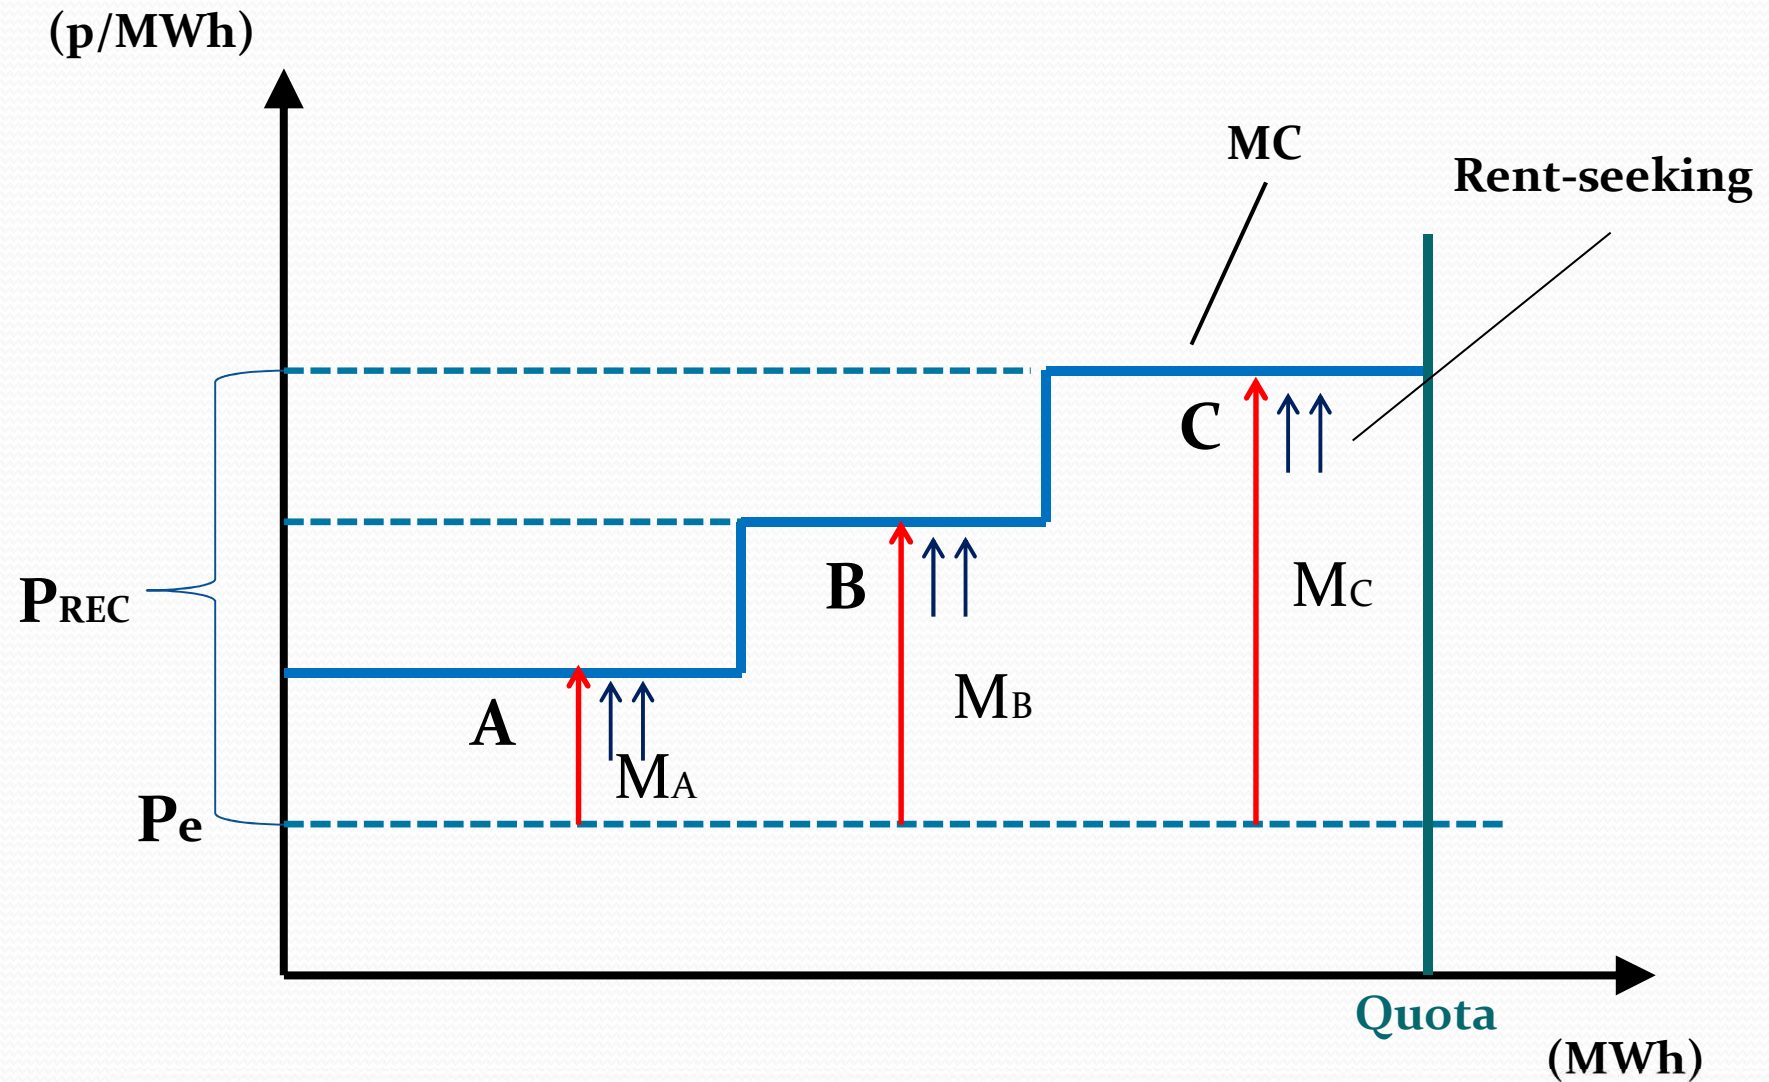 (p/MWh)
MC
Rent-seeking
C
PREC
B
MC
MB
A
MA
Pe
Quota
(MWh)